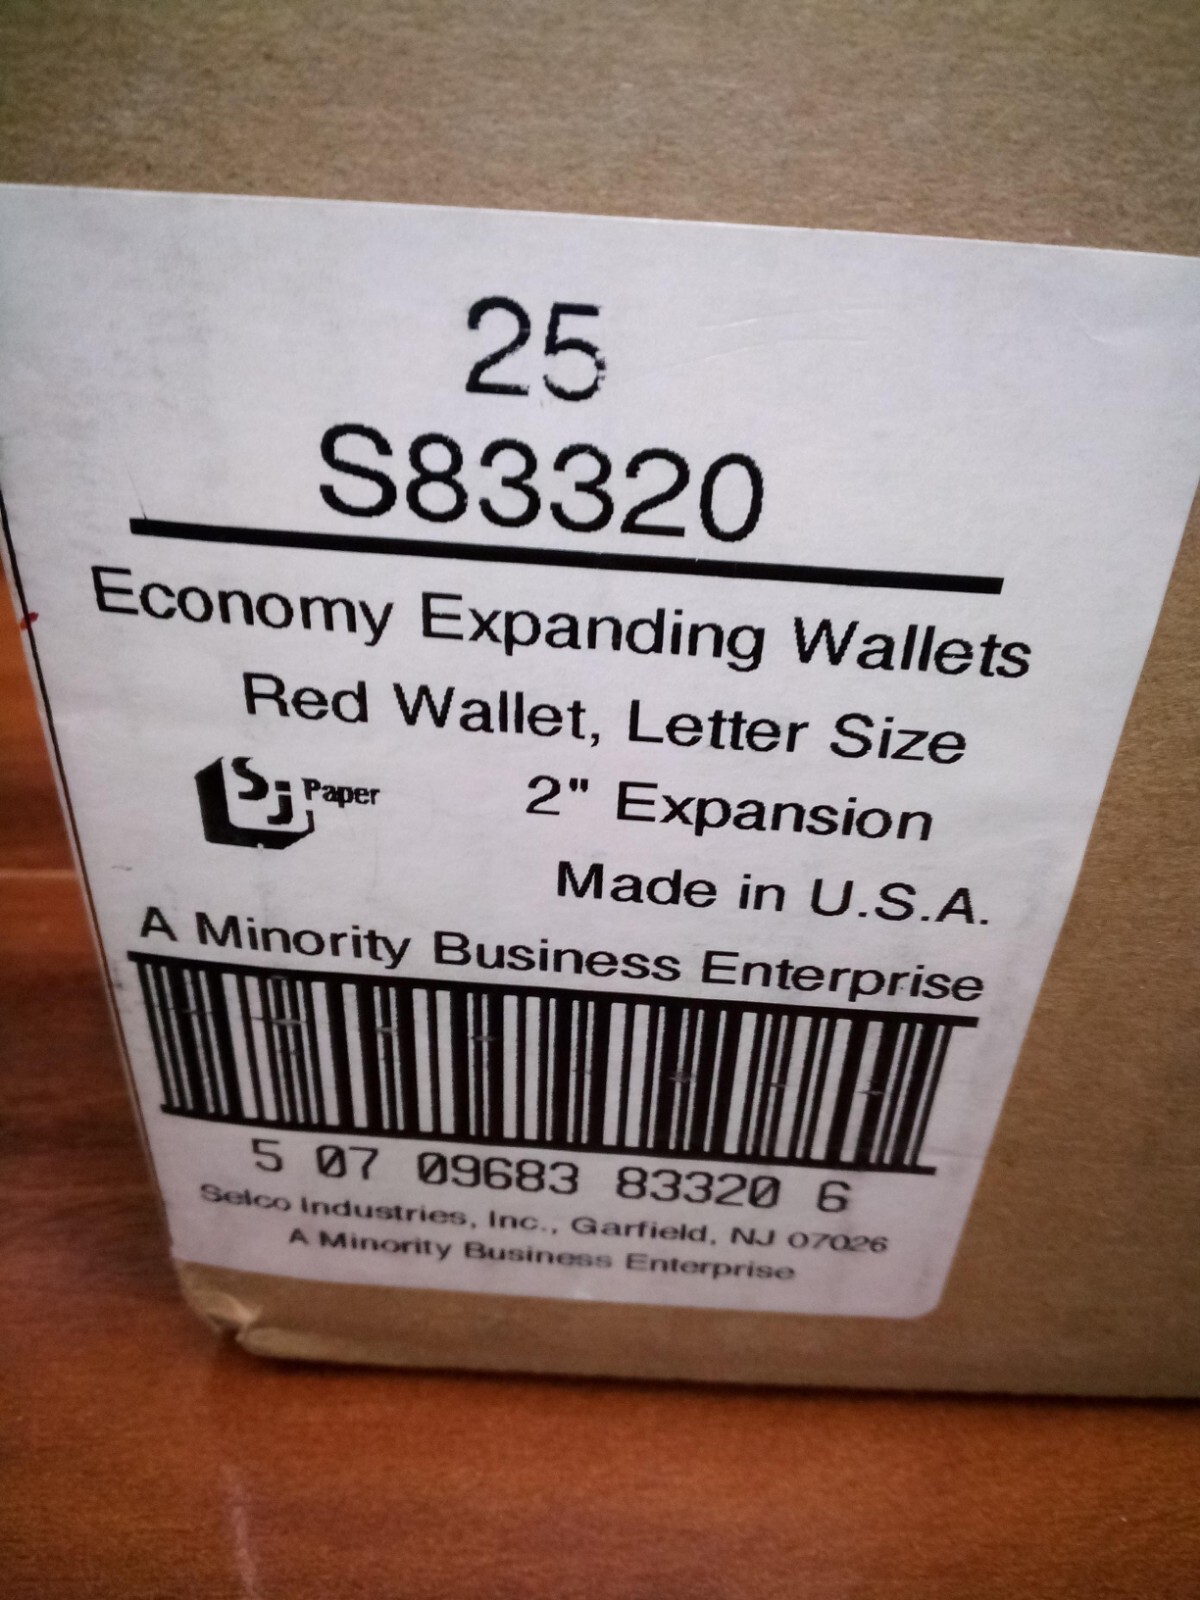 25
S83320
Economy Expanding Wallets
Red Wallet, Letter Size
Sj Paper
2" Expansion
Made in U.S.A.
A Minority Business Enterprise
5 07 09683 83320 6
Selco Industries, Inc., Garfield, NJ 07026
A Minority Business Enterprise